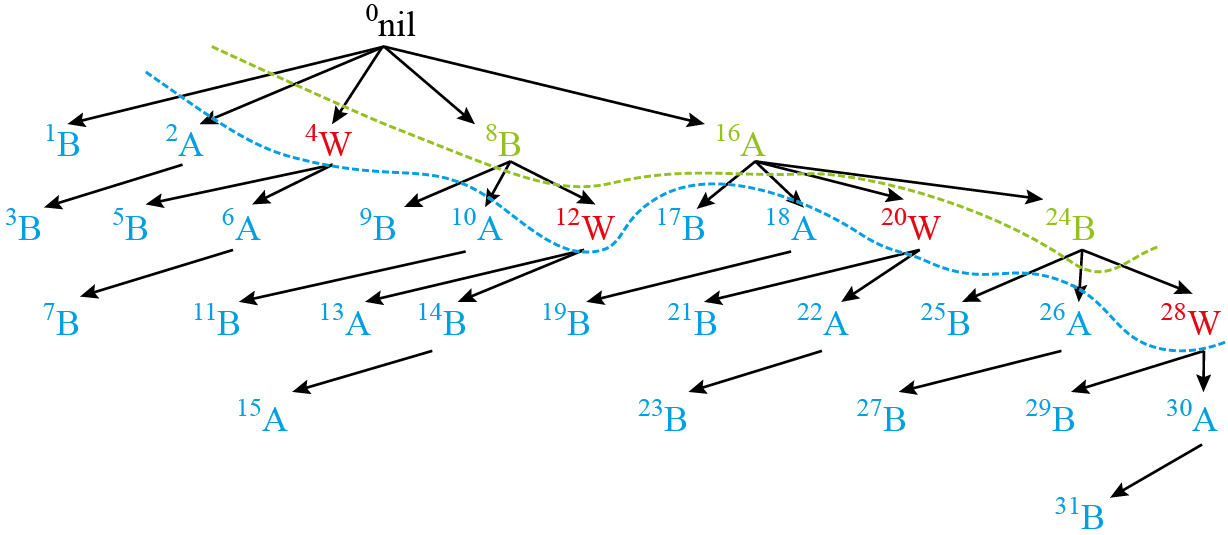 ⁰nil
¹B ²A ⁴W ⁸B ¹⁶A
³B ⁵B ⁶A ⁹B ¹⁰A ¹²W ¹⁷B ¹⁸A ²⁰W ²⁴B
⁷B ¹¹B ¹³A ¹⁴B ¹⁹B ²¹B ²²A ²⁵B ²⁶A ²⁸W
¹⁵A ²³B ²⁷B ²⁹B ³⁰A
³¹B